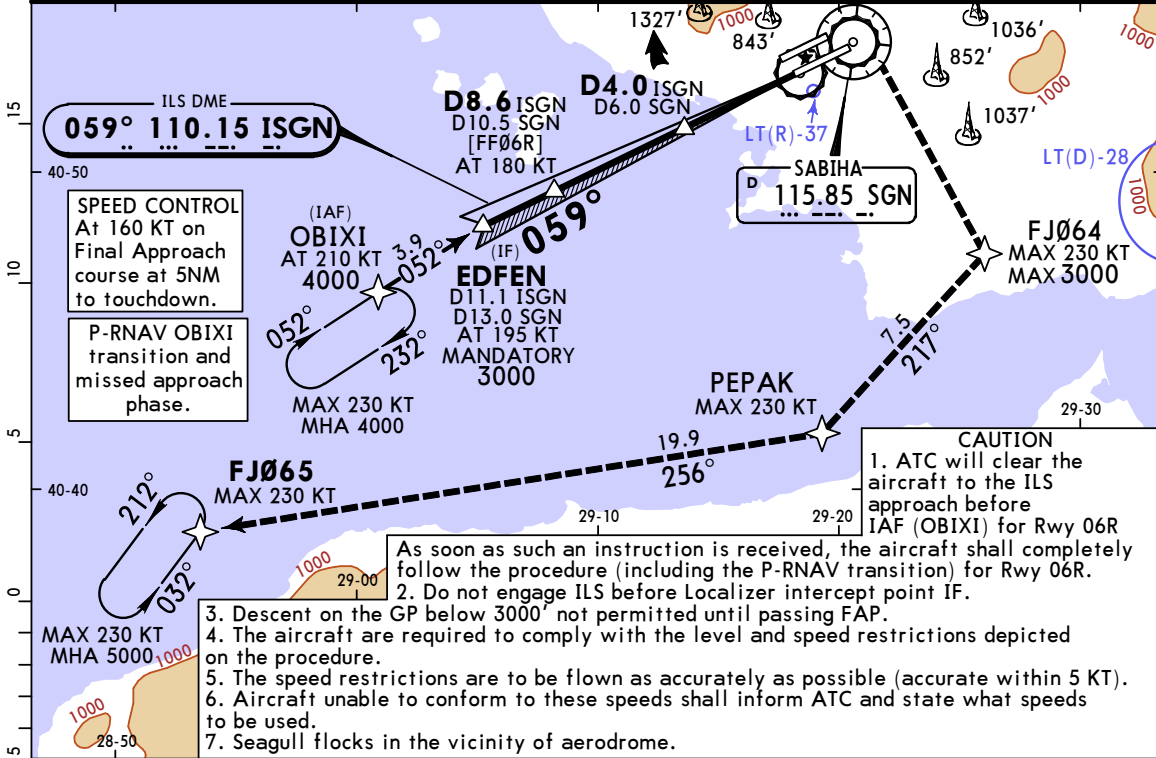 1327'
843'
1000
1036'
852'
1000
1037'
1000
15
ILS DME
059° 110.15 ISGN
D8.6 ISGN
D10.5 SGN
[FFØ6R]
AT 180 KT
D4.0 ISGN
D6.0 SGN
LT(R)-37
LT(D)-28
1000
40-50
SABIHA
D 115.85 SGN
SPEED CONTROL
At 160 KT on
Final Approach
course at 5NM
to touchdown.
(IAF)
OBIXI
AT 210 KT
4000
3.9
052°
059°
(IF)
EDFEN
D11.1 ISGN
D13.0 SGN
AT 195 KT
MANDATORY
3000
FJØ64
MAX 230 KT
MAX 3000
10
P-RNAV OBIXI
transition and
missed approach
phase.
052°
232°
MAX 230 KT
MHA 4000
7.5
217°
PEPAK
MAX 230 KT
29-30
5
19.9
256°
FJØ65
MAX 230 KT
40-40
212°
032°
29-10
29-20
1000
29-00
0
MAX 230 KT
MHA 5000
1000
1000
28-50
5
CAUTION
1. ATC will clear the
aircraft to the ILS
approach before
IAF (OBIXI) for Rwy 06R
As soon as such an instruction is received, the aircraft shall completely
follow the procedure (including the P-RNAV transition) for Rwy 06R.
2. Do not engage ILS before Localizer intercept point IF.
3. Descent on the GP below 3000' not permitted until passing FAP.
4. The aircraft are required to comply with the level and speed restrictions depicted
on the procedure.
5. The speed restrictions are to be flown as accurately as possible (accurate within 5 KT).
6. Aircraft unable to conform to these speeds shall inform ATC and state what speeds
to be used.
7. Seagull flocks in the vicinity of aerodrome.